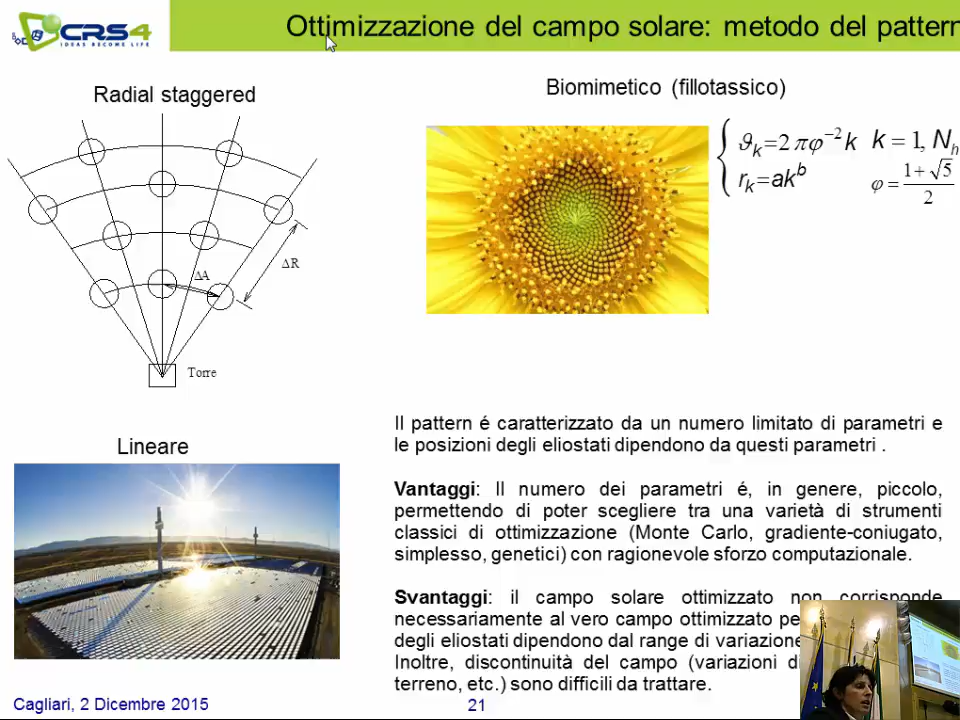 CRS4
IDEAS BECOME LIFE
Ottimizzazione del campo solare: metodo del pattern
Radial staggered
ΔA
ΔR
Torre
Biomimetico (fillotassico)
ϑk=2πφ−2k k = 1, Nh
rk=akb φ = 1+√5
2
Lineare
Il pattern é caratterizzato da un numero limitato di parametri e
le posizioni degli eliostati dipendono da questi parametri .
Vantaggi: Il numero dei parametri é, in genere, piccolo,
permettendo di poter scegliere tra una varietà di strumenti
classici di ottimizzazione (Monte Carlo, gradiente-coniugato,
simplesso, genetici) con ragionevole sforzo computazionale.
Svantaggi: il campo solare ottimizzato non corrisponde
necessariamente al vero campo ottimizzato
degli eliostati dipendono dal range di variazione
Inoltre, discontinuità del campo (variazioni
terreno, etc.) sono difficili da trattare.
Cagliari, 2 Dicembre 2015
21